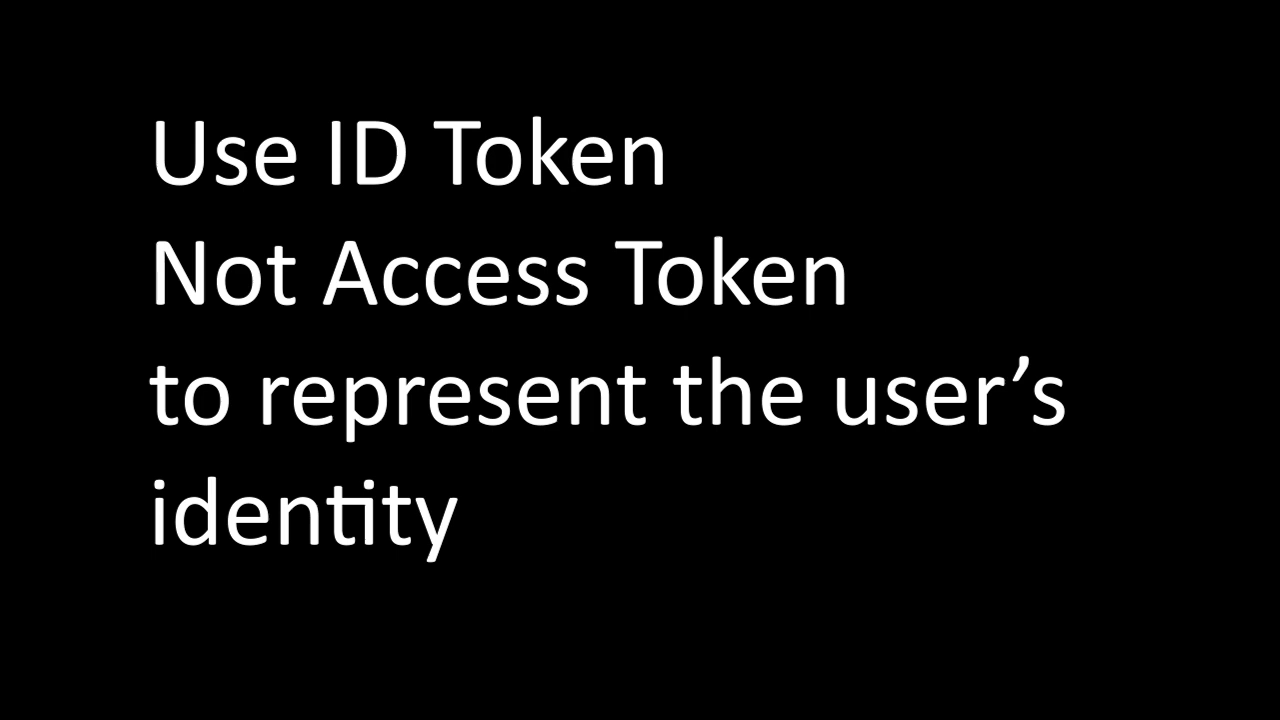 Use ID Token
Not Access Token
to represent the user’s
identity